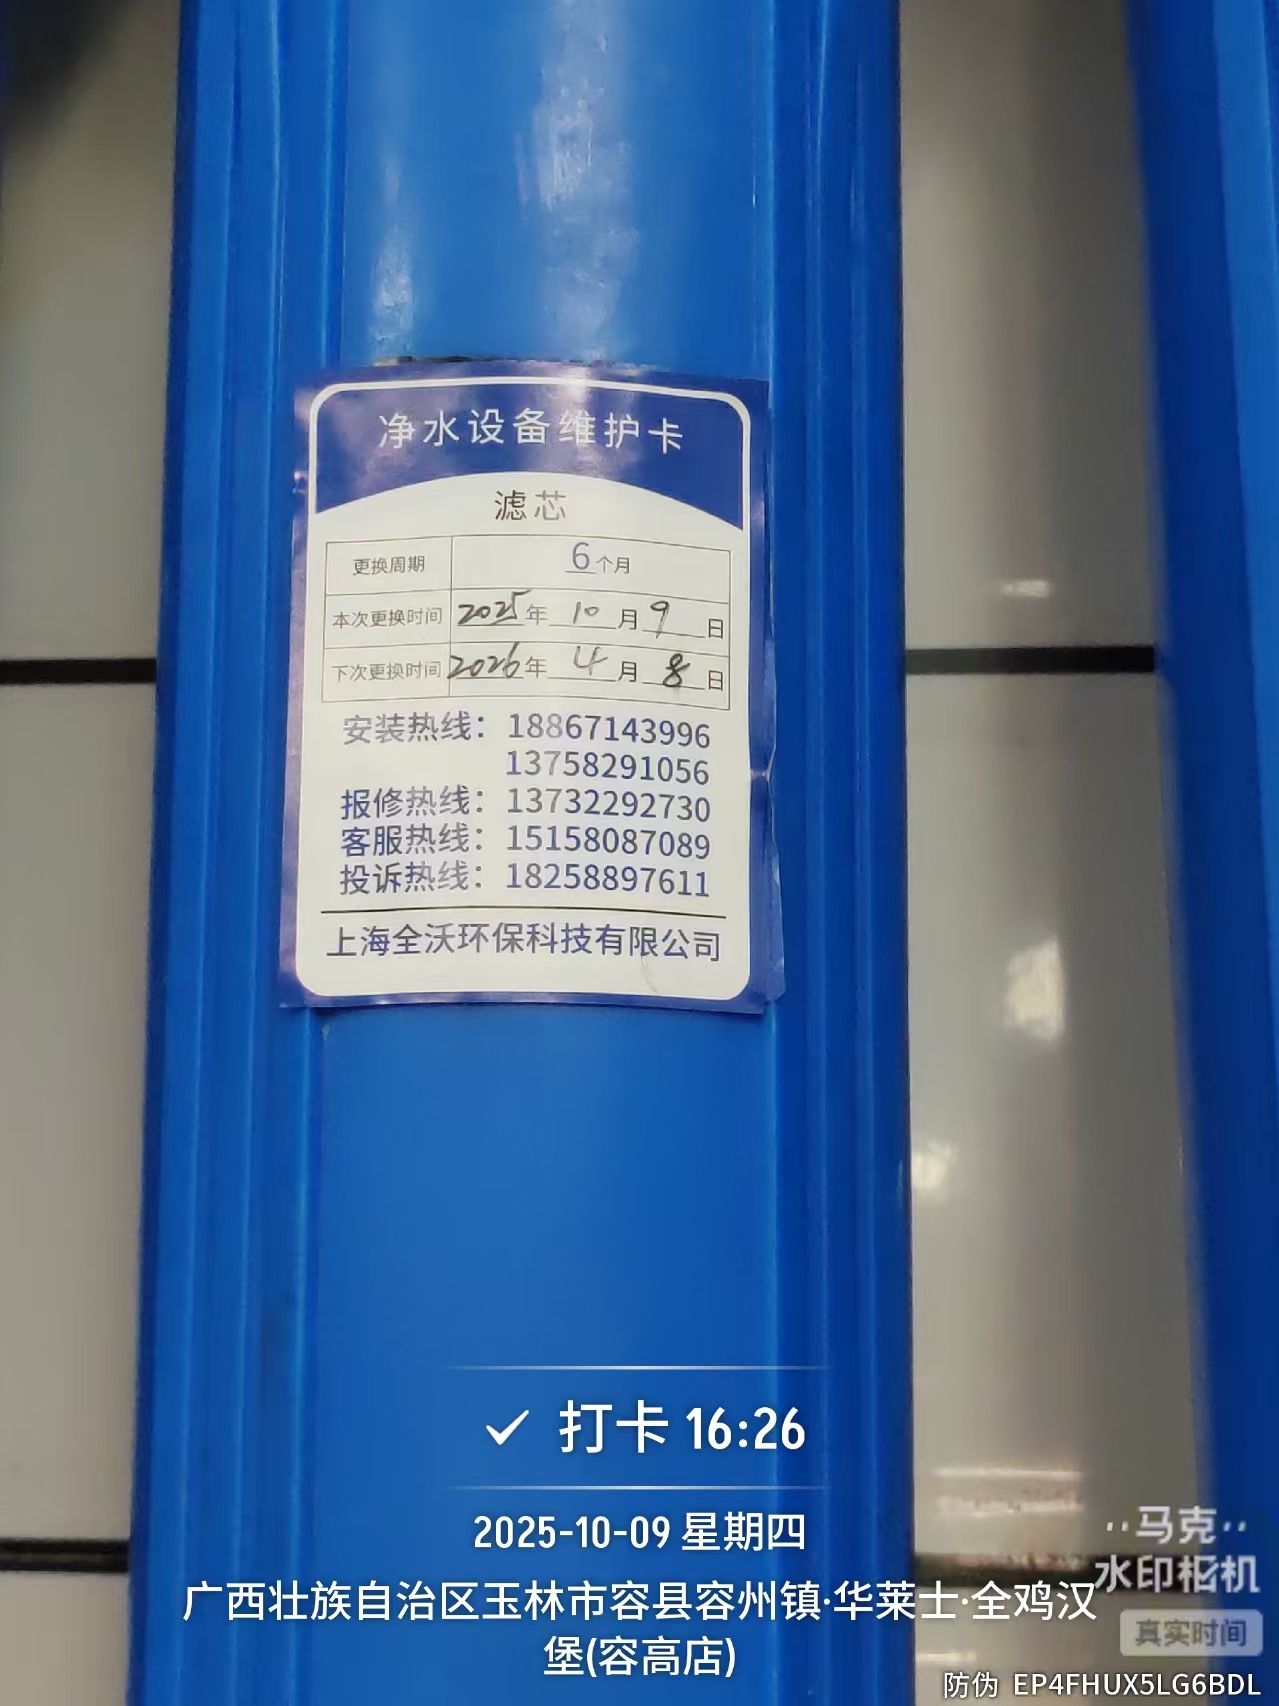 净水设备维护卡
滤芯
更换周期 6个月
本次更换时间 2025年10月9日
下次更换时间 2026年4月8日
安装热线：18867143996
13758291056
报修热线：13732292730
客服热线：15158087089
投诉热线：18258897611
上海全沃环保科技有限公司
打卡 16:26
2025-10-09 星期四
广西壮族自治区玉林市容县容州镇·华莱士·全鸡汉
堡(容高店)
马克
水印相机
真实时间
防伪 EP4FHUX5LG6BDL